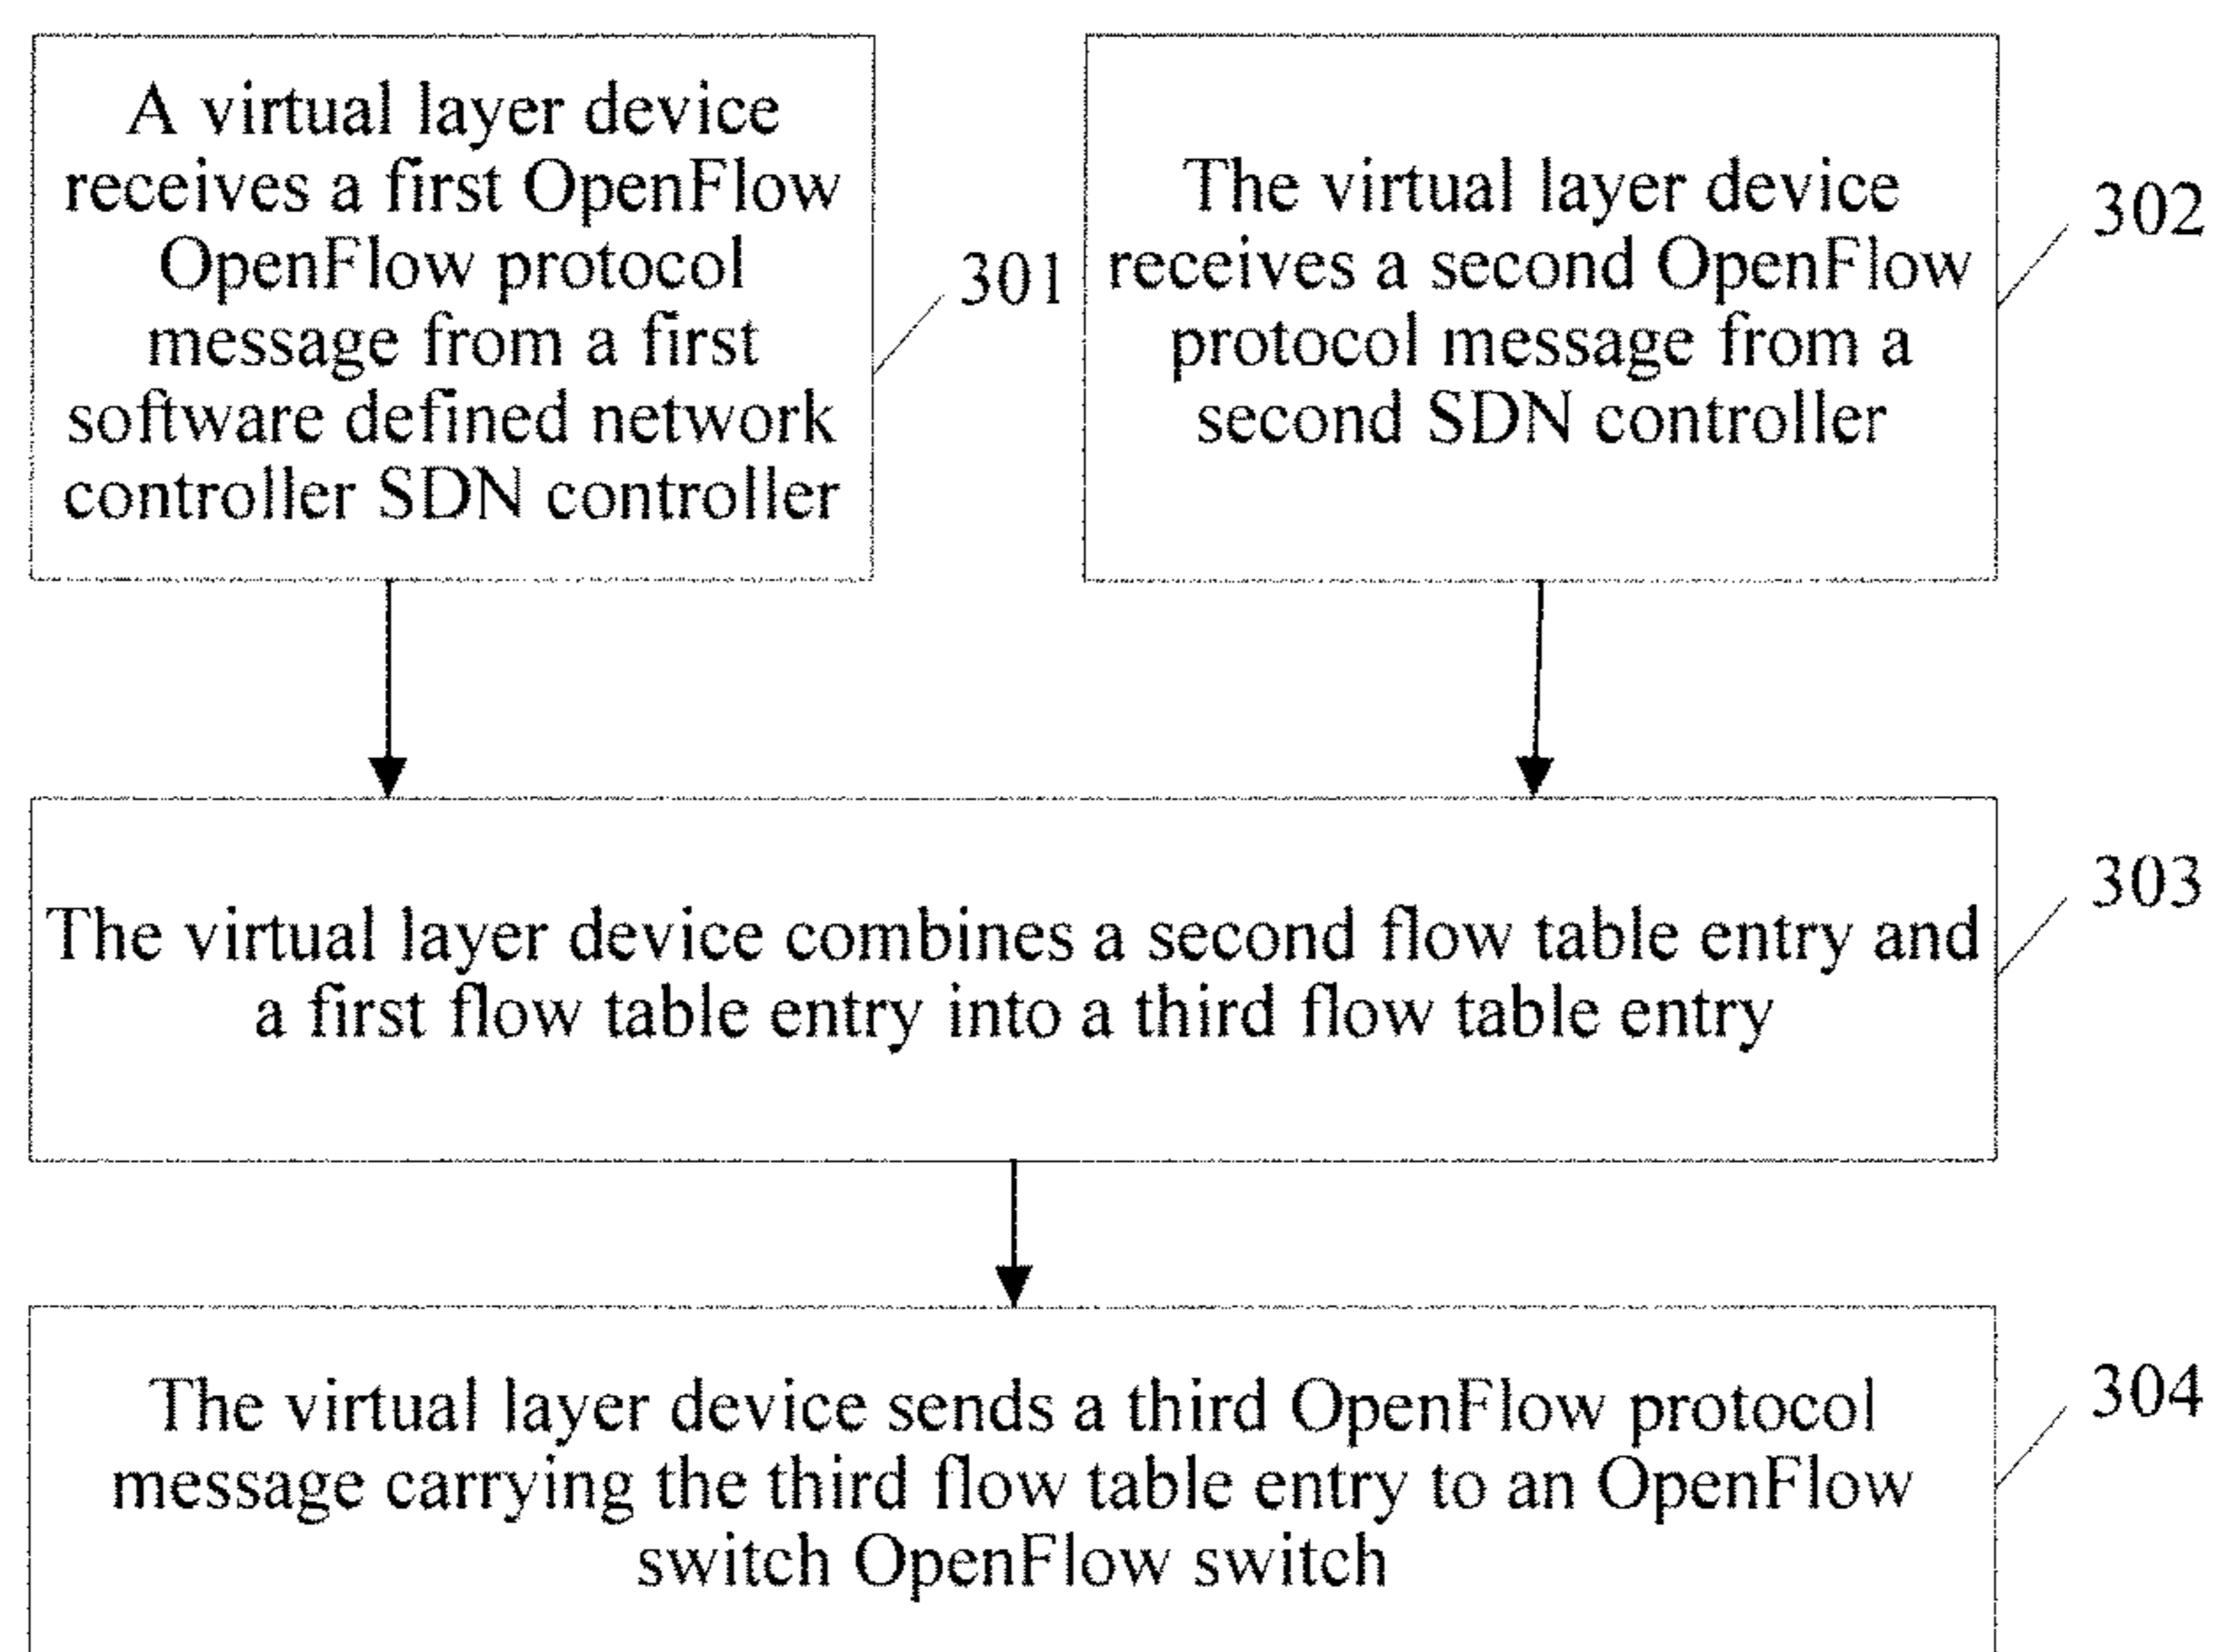 A virtual layer device
receives a first OpenFlow
OpenFlow protocol
message from a first
software defined network
controller SDN controller
301
The virtual layer device
receives a second OpenFlow
protocol message from a
second SDN controller
302
The virtual layer device combines a second flow table entry and
a first flow table entry into a third flow table entry
303
The virtual layer device sends a third OpenFlow protocol
message carrying the third flow table entry to an OpenFlow
switch OpenFlow switch
304